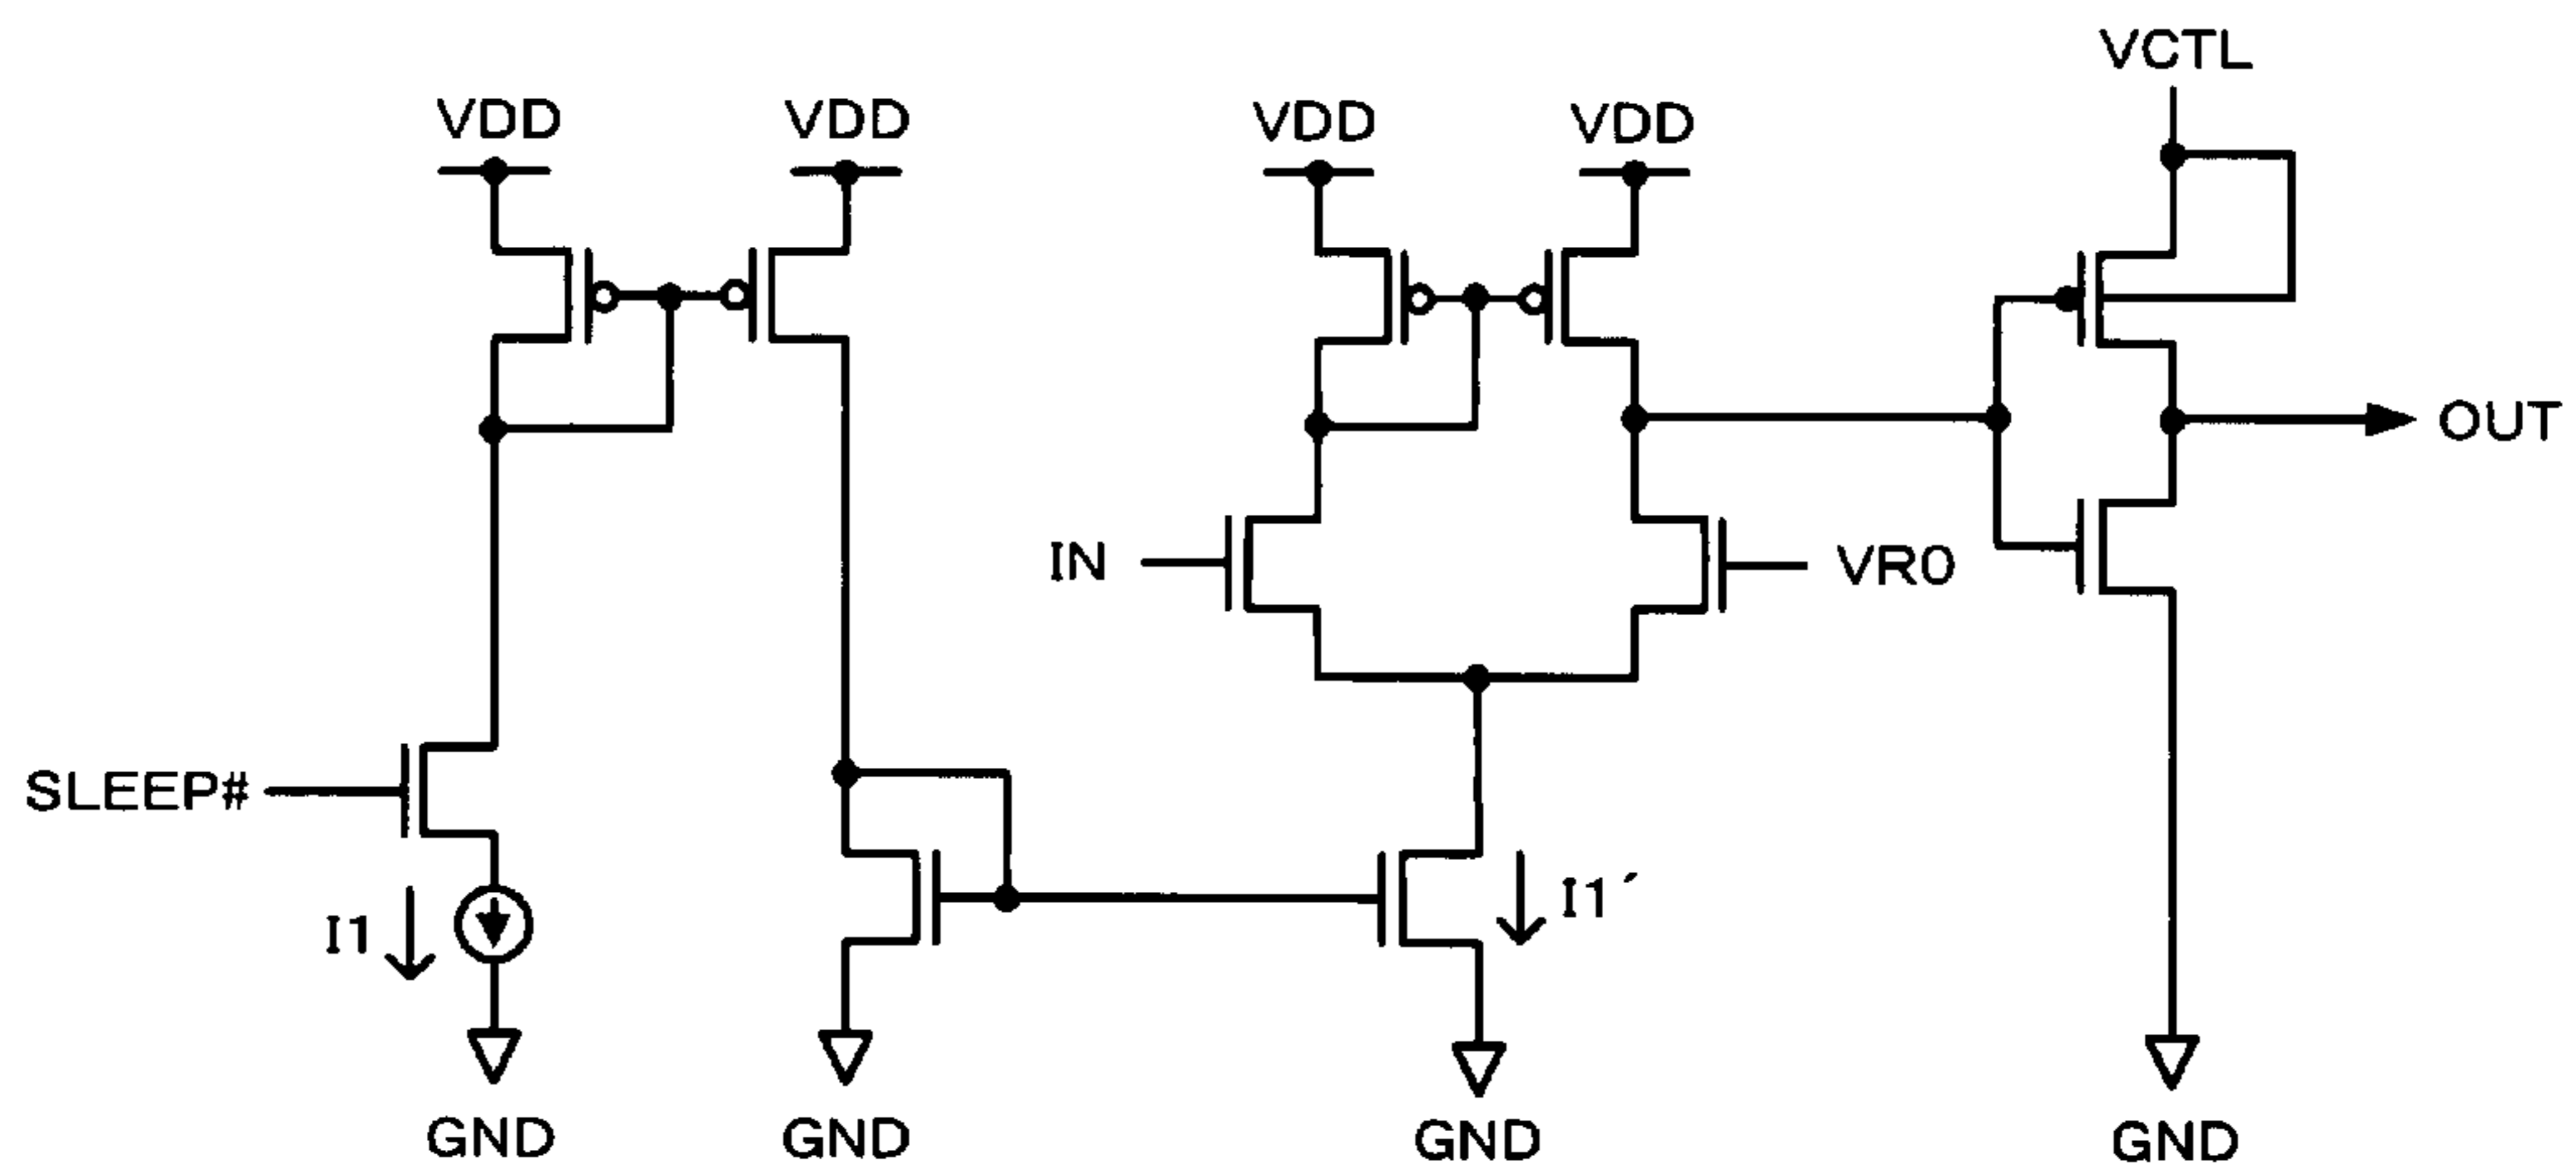 VCTL
VDD
VDD
VDD
VDD
OUT
IN
VR0
SLEEP#
I1
I1´
GND
GND
GND
GND